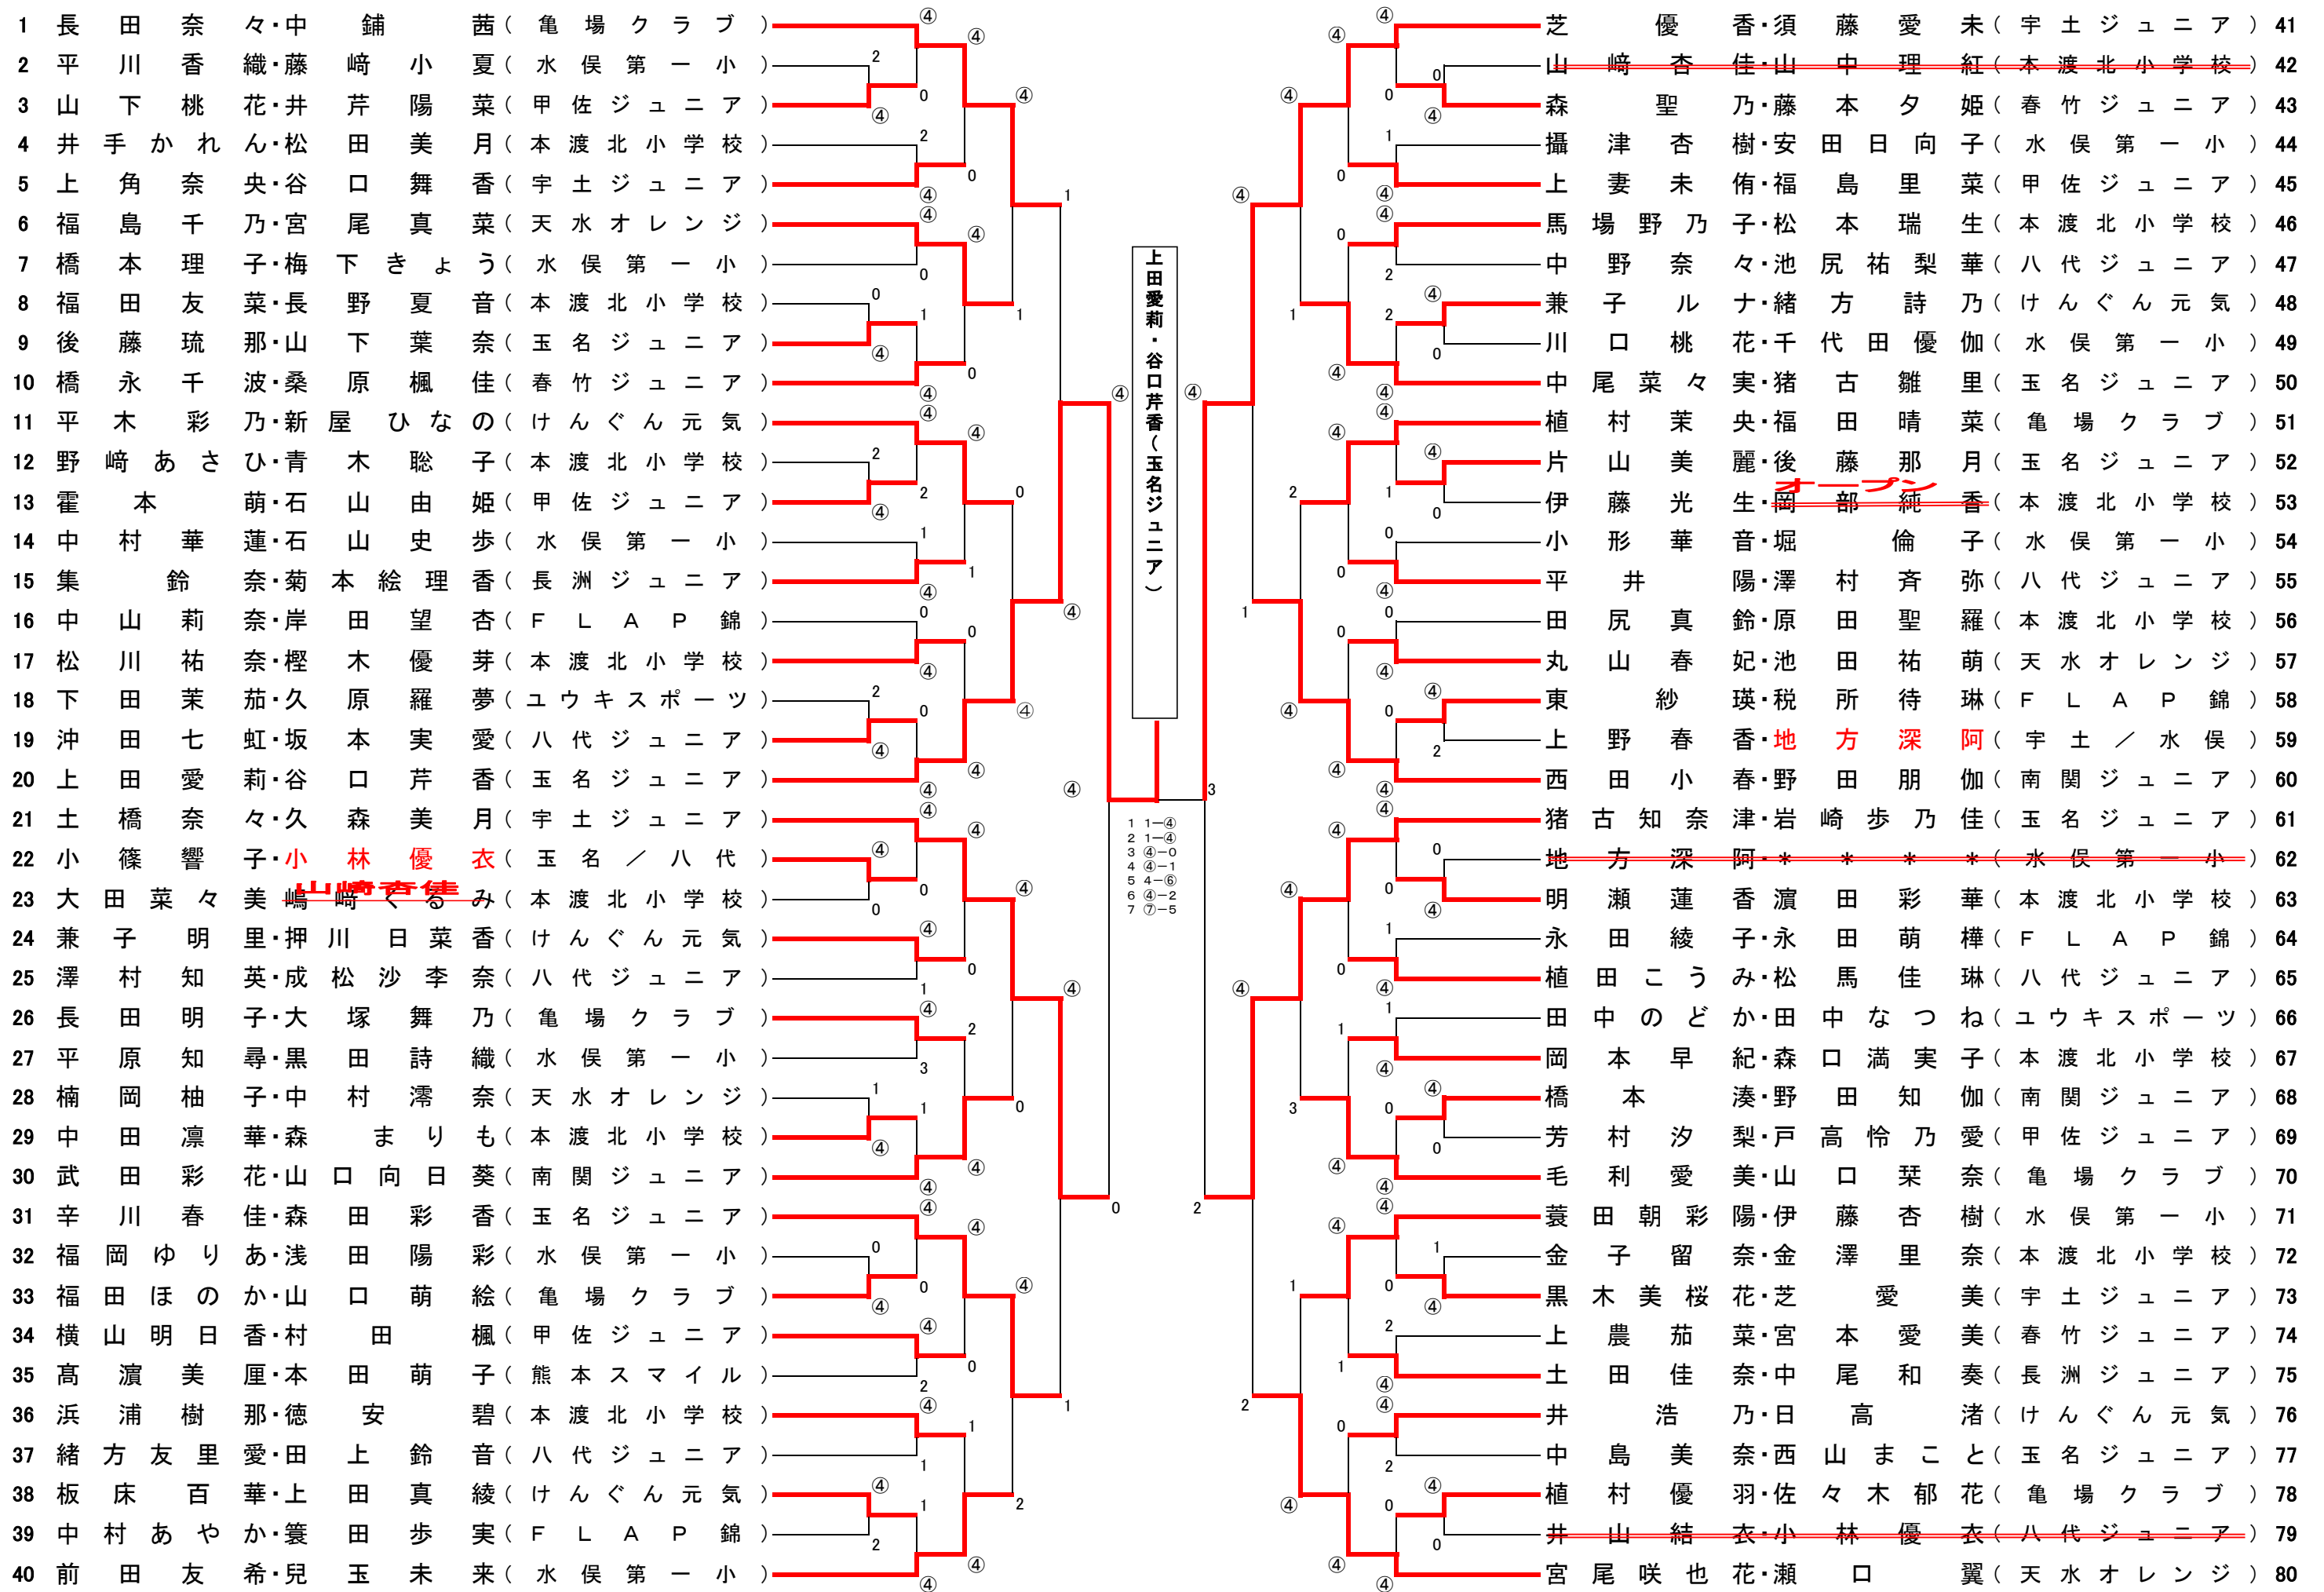 1 長田奈々・中鋪茜(亀場クラブ)
2 平川香織・藤﨑小夏(水俣第一小)
3 山下桃花・井芹陽菜(甲佐ジュニア)
4 井手かれん・松田美月(本渡北小学校)
5 上角奈央・谷口舞香(宇土ジュニア)
6 福島千乃・宮尾真菜(天水オレンジ)
7 橋本理子・梅下きょう(水俣第一小)
8 福田友菜・長野夏音(本渡北小学校)
9 後藤琉那・山下葉奈(玉名ジュニア)
10 橋永千波・桑原楓佳(春竹ジュニア)
11 平木彩乃・新屋ひなの(けんぐん元気)
12 野﨑あさひ・青木聡子(本渡北小学校)
13 霍本萌・石山由姫(甲佐ジュニア)
14 中村華蓮・石山史歩(水俣第一小)
15 集鈴奈・菊本絵理香(長洲ジュニア)
16 中山莉奈・岸田望杏(FLAP錦)
17 松川祐奈・樫木優芽(本渡北小学校)
18 下田茉茄・久原羅夢(ユウキスポーツ)
19 沖田七虹・坂本実愛(八代ジュニア)
20 上田愛莉・谷口芹香(玉名ジュニア)
21 土橋奈々・久森美月(宇土ジュニア)
22 小篠響子・小林優衣(玉名/八代)
山崎杏佳
23 大田菜々美・嶋﨑くるみ(本渡北小学校)
24 兼子明里・押川日菜香(けんぐん元気)
25 澤村知英・成松沙李奈(八代ジュニア)
26 長田明子・大塚舞乃(亀場クラブ)
27 平原知尋・黒田詩織(水俣第一小)
28 楠岡柚子・中村澪奈(天水オレンジ)
29 中田凛華・森まりも(本渡北小学校)
30 武田彩花・山口向日葵(南関ジュニア)
31 辛川春佳・森田彩香(玉名ジュニア)
32 福岡ゆりあ・浅田陽彩(水俣第一小)
33 福田ほのか・山口萌絵(亀場クラブ)
34 横山明日香・村田楓(甲佐ジュニア)
35 髙濵美厘・本田萌子(熊本スマイル)
36 浜浦樹那・徳安碧(本渡北小学校)
37 緒方友里愛・田上鈴音(八代ジュニア)
38 板床百華・上田真綾(けんぐん元気)
39 中村あやか・簑田歩実(FLAP錦)
40 前田友希・兒玉未来(水俣第一小)
上田愛莉・谷口芹香(玉名ジュニア)
④ 3
1 1―④
2 1―④
3 ④―0
4 ④―1
5 4―⑥
6 ④―2
7 ⑦―5
芝優香・須藤愛未(宇土ジュニア) 41
山﨑杏佳・山中理紅(本渡北小学校) 42
森聖乃・藤本夕姫(春竹ジュニア) 43
攝津杏樹・安田日向子(水俣第一小) 44
上妻未侑・福島里菜(甲佐ジュニア) 45
馬場野乃子・松本瑞生(本渡北小学校) 46
中野奈々・池尻祐梨華(八代ジュニア) 47
兼子ルナ・緒方詩乃(けんぐん元気) 48
川口桃花・千代田優伽(水俣第一小) 49
中尾菜々実・猪古雛里(玉名ジュニア) 50
植村茉央・福田晴菜(亀場クラブ) 51
片山美麗・後藤那月(玉名ジュニア) 52
オープン
伊藤光生・岡部純香(本渡北小学校) 53
小形華音・堀倫子(水俣第一小) 54
平井陽・澤村斉弥(八代ジュニア) 55
田尻真鈴・原田聖羅(本渡北小学校) 56
丸山春妃・池田祐萌(天水オレンジ) 57
東紗瑛・税所待琳(FLAP錦) 58
上野春香・地方深阿(宇土/水俣) 59
西田小春・野田朋伽(南関ジュニア) 60
猪古知奈津・岩崎歩乃佳(玉名ジュニア) 61
地方深阿・****(水俣第一小) 62
明瀬蓮香濵田彩華(本渡北小学校) 63
永田綾子・永田萌樺(FLAP錦) 64
植田こうみ・松馬佳琳(八代ジュニア) 65
田中のどか・田中なつね(ユウキスポーツ) 66
岡本早紀・森口満実子(本渡北小学校) 67
橋本湊・野田知伽(南関ジュニア) 68
芳村汐梨・戸高怜乃愛(甲佐ジュニア) 69
毛利愛美・山口栞奈(亀場クラブ) 70
蓑田朝彩陽・伊藤杏樹(水俣第一小) 71
金子留奈・金澤里奈(本渡北小学校) 72
黒木美桜花・芝愛美(宇土ジュニア) 73
上農茄菜・宮本愛美(春竹ジュニア) 74
土田佳奈・中尾和奏(長洲ジュニア) 75
井浩乃・日高渚(けんぐん元気) 76
中島美奈・西山まこと(玉名ジュニア) 77
植村優羽・佐々木郁花(亀場クラブ) 78
井山結衣・小林優衣(八代ジュニア) 79
宮尾咲也花・瀬口翼(天水オレンジ) 80